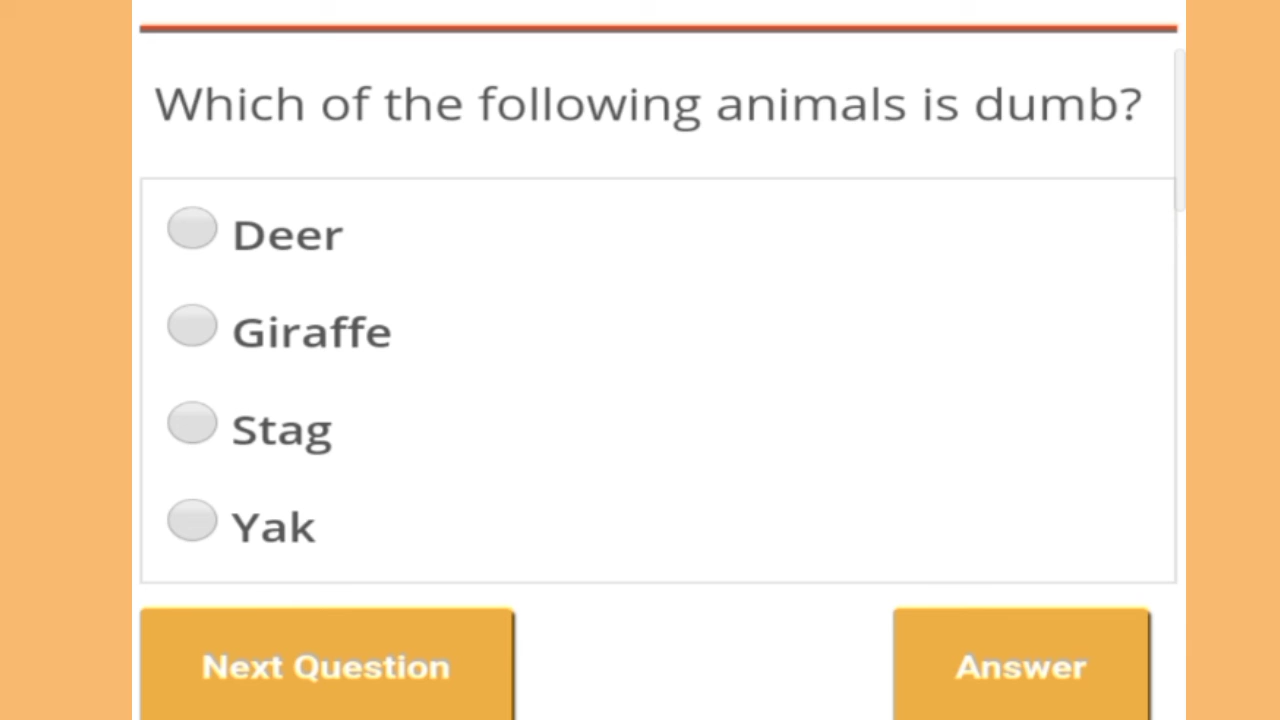 Which of the following animals is dumb?
Deer
Giraffe
Stag
Yak
Next Question
Answer